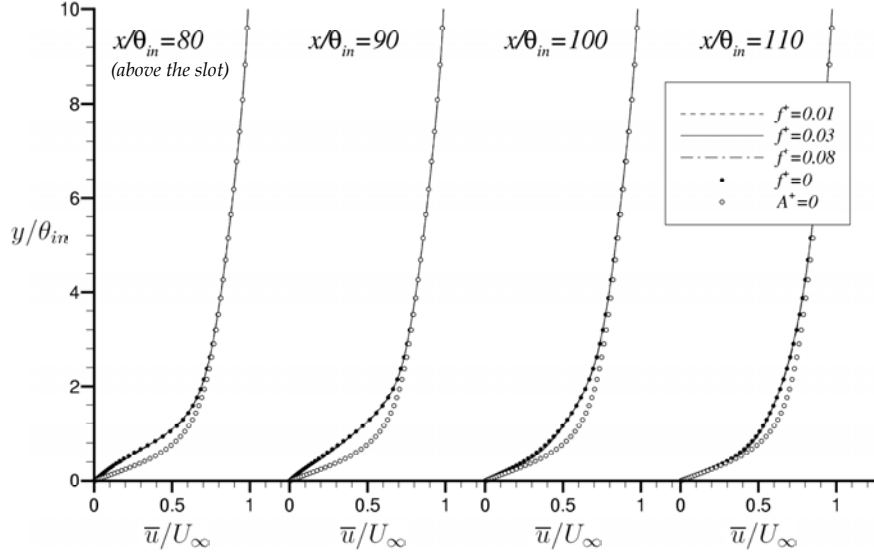 x/θin=80
(above the slot)
x/θin=90
x/θin=100
x/θin=110
f+=0.01
f+=0.03
f+=0.08
f+=0
A+=0
10
8
6
y/θin
4
2
0
0 0.5 1
0 0.5 1
0 0.5 1
0 0.5 1
u̅/U∞
u̅/U∞
u̅/U∞
u̅/U∞